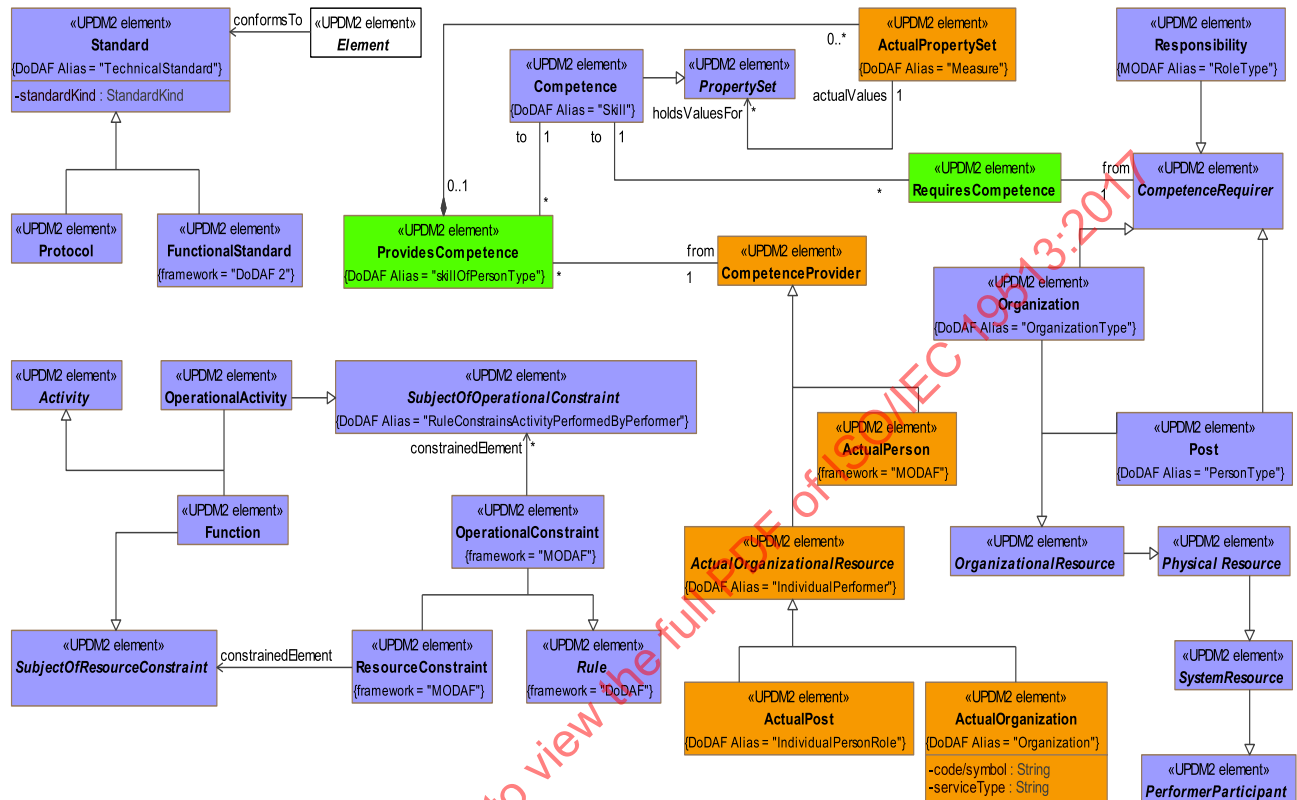 «UPDM2 element»
Standard
{DoDAF Alias = "TechnicalStandard"}
-standardKind : StandardKind
conformsTo
«UPDM2 element»
Element
«UPDM2 element»
Competence
{DoDAF Alias = "Skill"}
to
1
to
1
«UPDM2 element»
PropertySet
holdsValuesFor
*
0..*
«UPDM2 element»
ActualPropertySet
{DoDAF Alias = "Measure"}
actualValues
1
«UPDM2 element»
Responsibility
{MODAF Alias = "RoleType"}
«UPDM2 element»
Protocol
«UPDM2 element»
FunctionalStandard
{framework = "DoDAF 2"}
0..1
*
«UPDM2 element»
ProvidesCompetence
{DoDAF Alias = "skillOfPersonType"}
*
from
1
«UPDM2 element»
CompetenceProvider
*
«UPDM2 element»
RequiresCompetence
from
1
«UPDM2 element»
CompetenceRequirer
«UPDM2 element»
Organization
{DoDAF Alias = "OrganizationType"}
«UPDM2 element»
Activity
«UPDM2 element»
OperationalActivity
«UPDM2 element»
SubjectOfOperationalConstraint
{DoDAF Alias = "RuleConstrainsActivityPerformedByPerformer"}
constrainedElement
*
«UPDM2 element»
ActualPerson
{framework = "MODAF"}
«UPDM2 element»
Post
{DoDAF Alias = "PersonType"}
«UPDM2 element»
Function
«UPDM2 element»
OperationalConstraint
{framework = "MODAF"}
«UPDM2 element»
ActualOrganizationalResource
{DoDAF Alias = "IndividualPerformer"}
«UPDM2 element»
OrganizationalResource
«UPDM2 element»
Physical Resource
«UPDM2 element»
SubjectOfResourceConstraint
constrainedElement
«UPDM2 element»
ResourceConstraint
{framework = "MODAF"}
«UPDM2 element»
Rule
{framework = "DoDAF"}
«UPDM2 element»
SystemResource
«UPDM2 element»
ActualPost
{DoDAF Alias = "IndividualPersonRole"}
«UPDM2 element»
ActualOrganization
{DoDAF Alias = "Organization"}
-code/symbol : String
-serviceType : String
«UPDM2 element»
PerformerParticipant
to view the full PDF of ISO/IEC 19513:2017